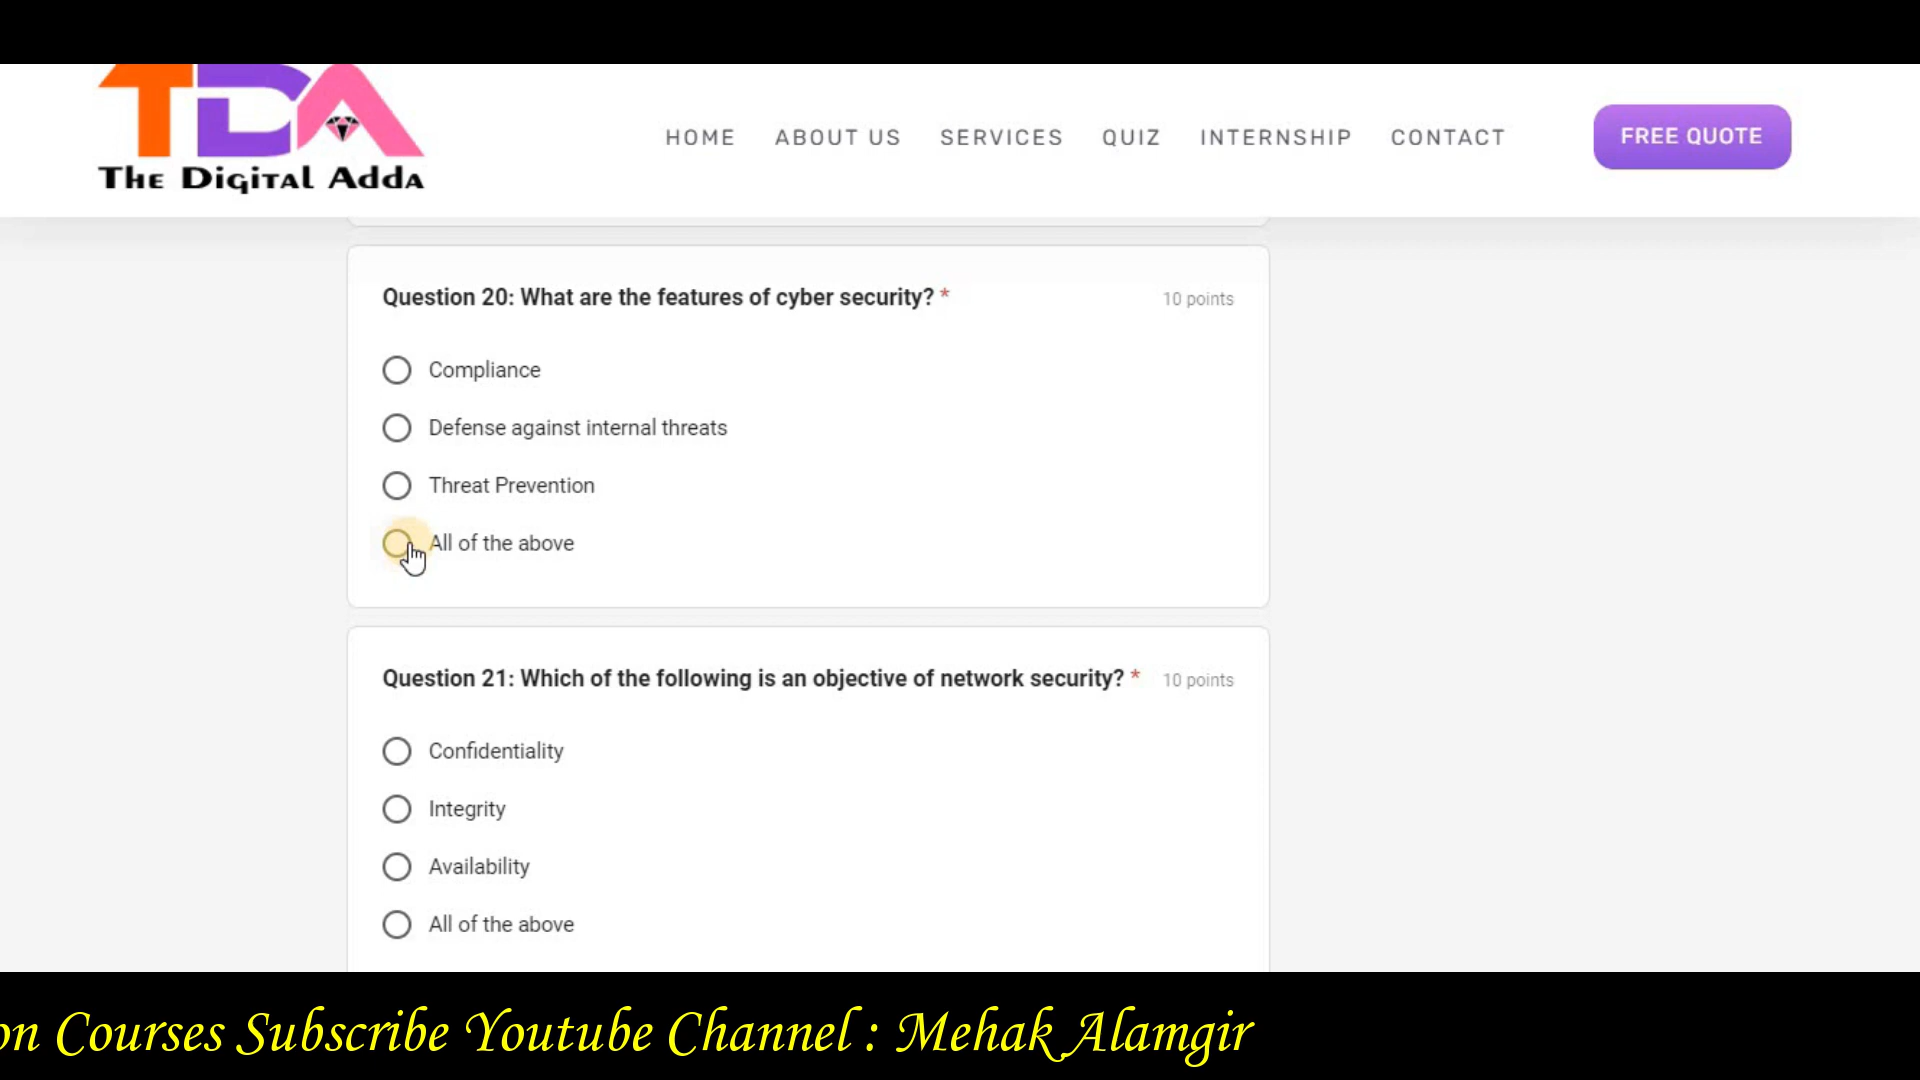 TDA
The Digital Adda
HOME ABOUT US SERVICES QUIZ INTERNSHIP CONTACT FREE QUOTE
Question 20: What are the features of cyber security? * 10 points
Compliance
Defense against internal threats
Threat Prevention
All of the above
Question 21: Which of the following is an objective of network security? * 10 points
Confidentiality
Integrity
Availability
All of the above
on Courses Subscribe Youtube Channel : Mehak Alamgir